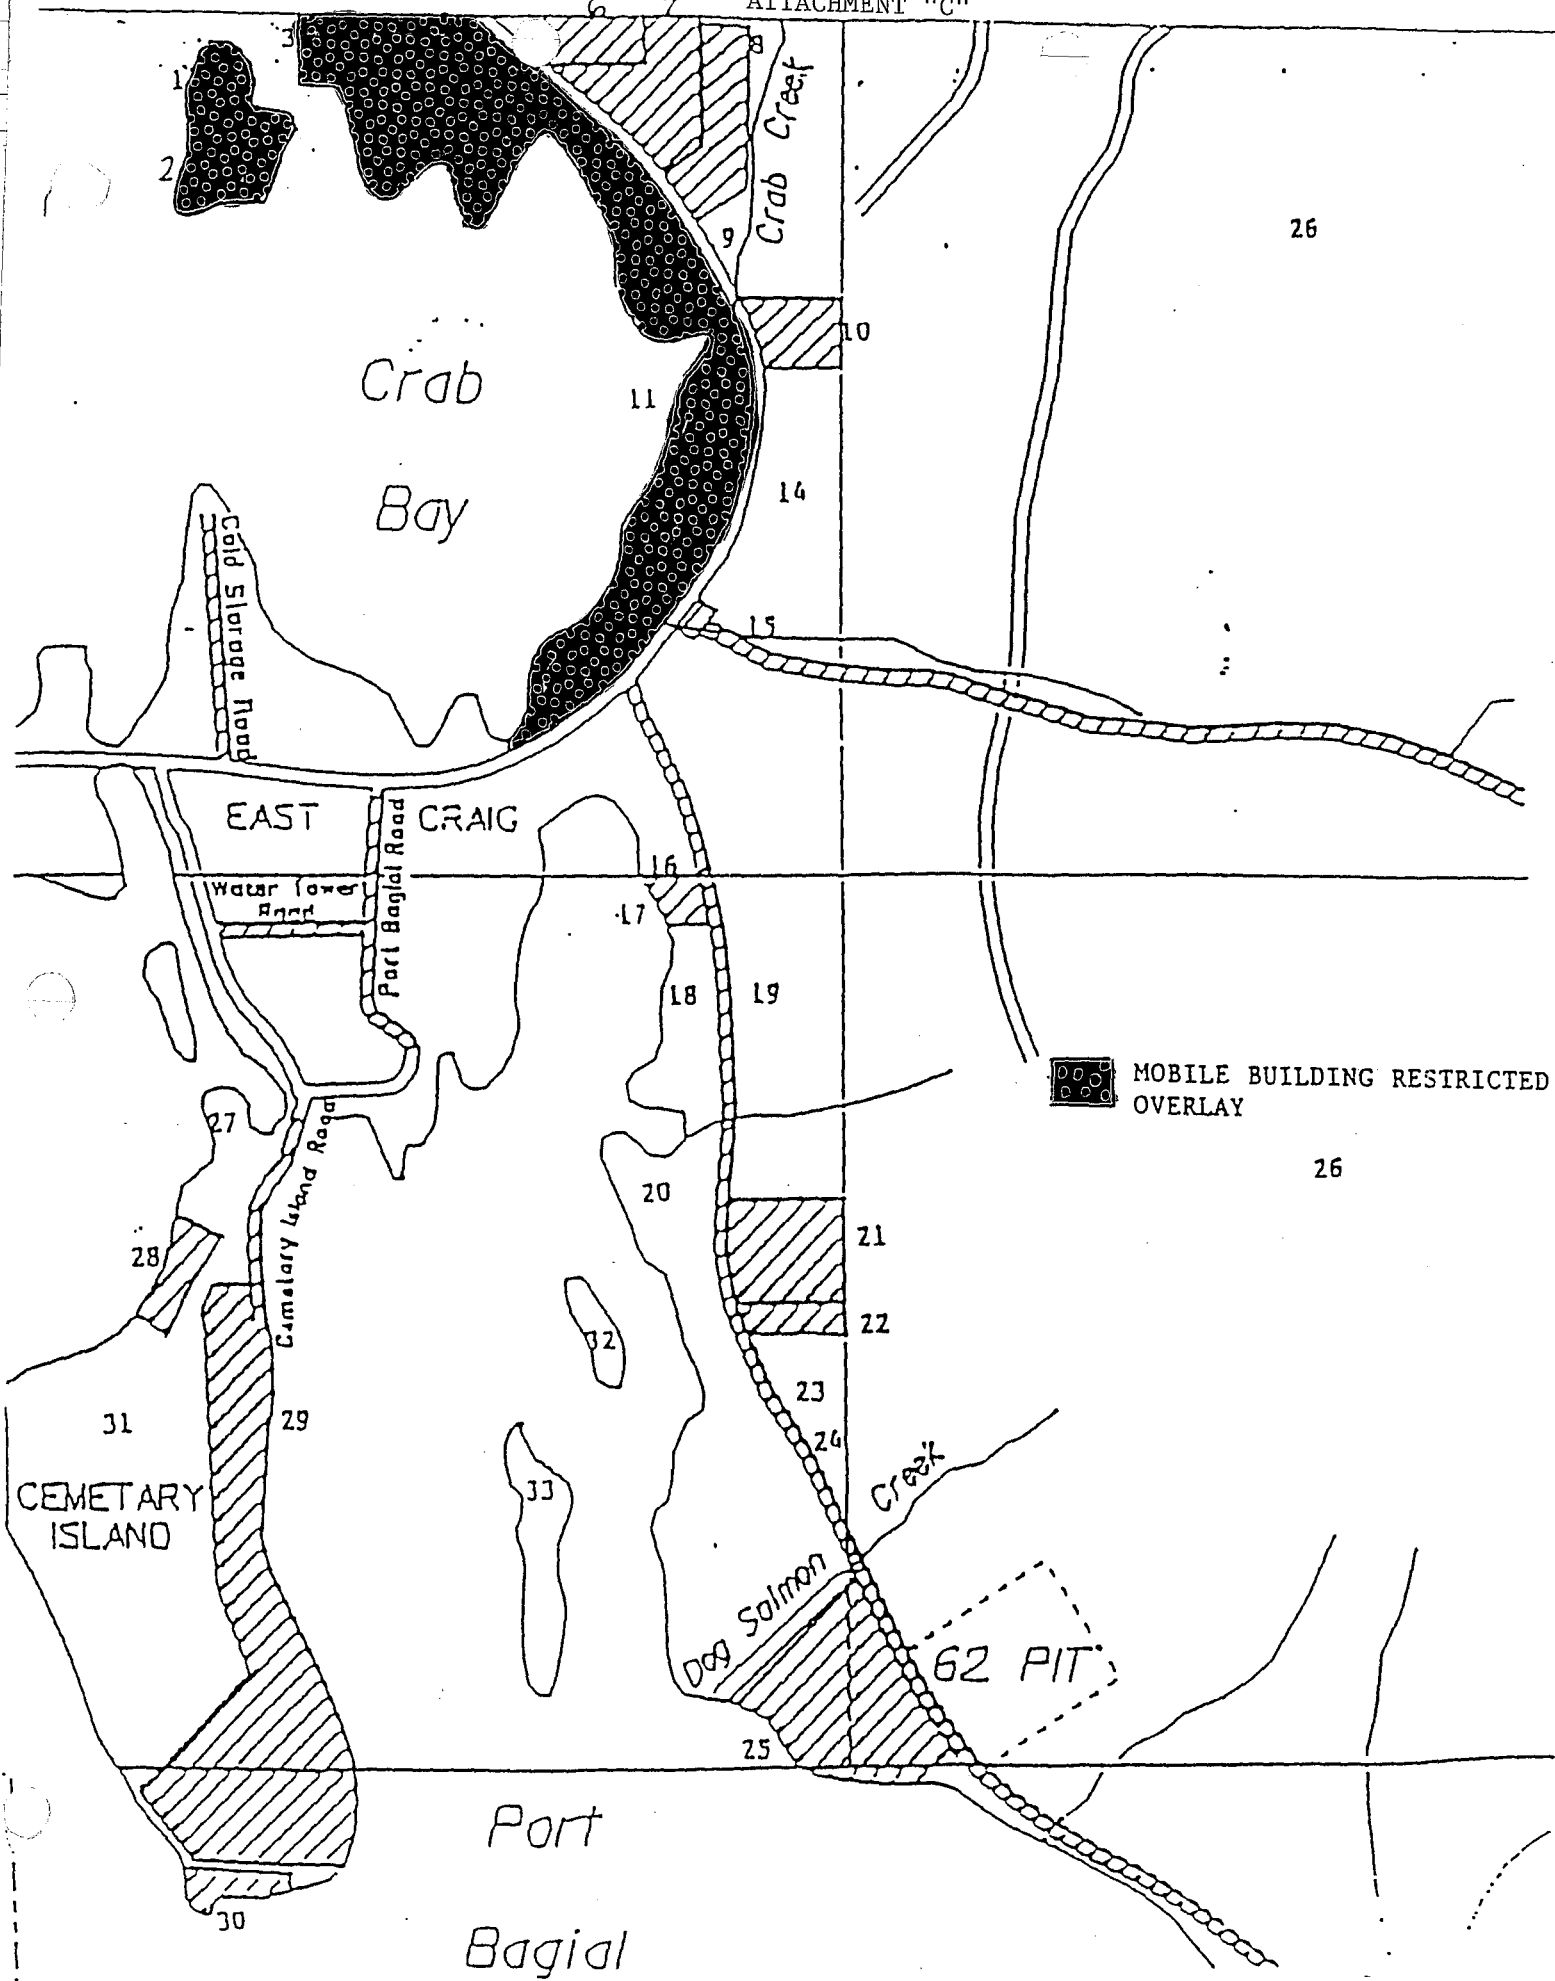 ATTACHMENT "C"
6
7
3
8
1
2
Crab Creek
9
26
10
Crab
11
Bay
14
Cold Storage Road
15
EAST CRAIG
16
Water Tower
Port Bagial Road
17
18
19
MOBILE BUILDING RESTRICTED
OVERLAY
27
Cemetary Island Road
26
20
21
28
22
32
23
31
29
24
33
Creek
CEMETARY
ISLAND
Dog Salmon
62 PIT
25
Port
30
Bagial